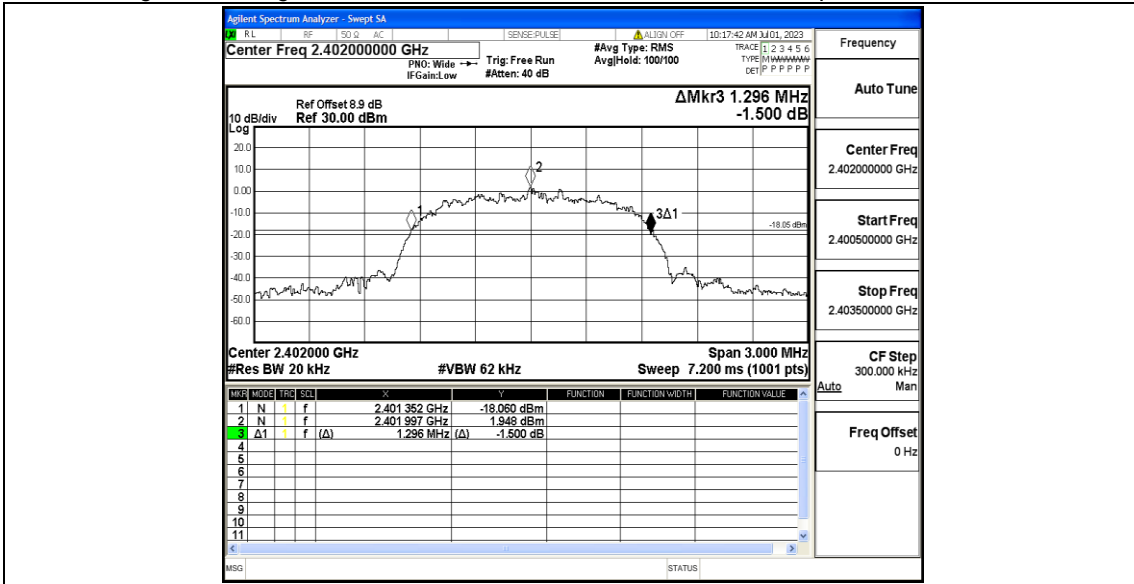 Agilent Spectrum Analyzer - Swept SA
RL RF 50 Ω AC SENSE:PULSE ALIGN OFF 10:17:42 AM Jul 01, 2023
Center Freq 2.402000000 GHz
PNO: Wide
IFGain:Low
Trig: Free Run
#Atten: 40 dB
#Avg Type: RMS
Avg|Hold: 100/100
TRACE 1 2 3 4 5 6
TYPE M
DET P P P P P P
ΔMkr3 1.296 MHz
-1.500 dB
Ref Offset 8.9 dB
10 dB/div Ref 30.00 dBm
Log
20.0
10.0
0.00
-10.0
-20.0
-30.0
-40.0
-50.0
-60.0
1
2
3Δ1
-18.05 dBm
Center 2.402000 GHz Span 3.000 MHz
#Res BW 20 kHz #VBW 62 kHz Sweep 7.200 ms (1001 pts)
MKR MODE TRC SCL X Y FUNCTION FUNCTION WIDTH FUNCTION VALUE
1 N 1 f 2.401 352 GHz -18.060 dBm
2 N 1 f 2.401 997 GHz 1.948 dBm
3 Δ1 1 f (Δ) 1.296 MHz (Δ) -1.500 dB
4
5
6
7
8
9
10
11
MSG STATUS
Frequency
Auto Tune
Center Freq
2.402000000 GHz
Start Freq
2.400500000 GHz
Stop Freq
2.403500000 GHz
CF Step
300.000 kHz
Auto Man
Freq Offset
0 Hz